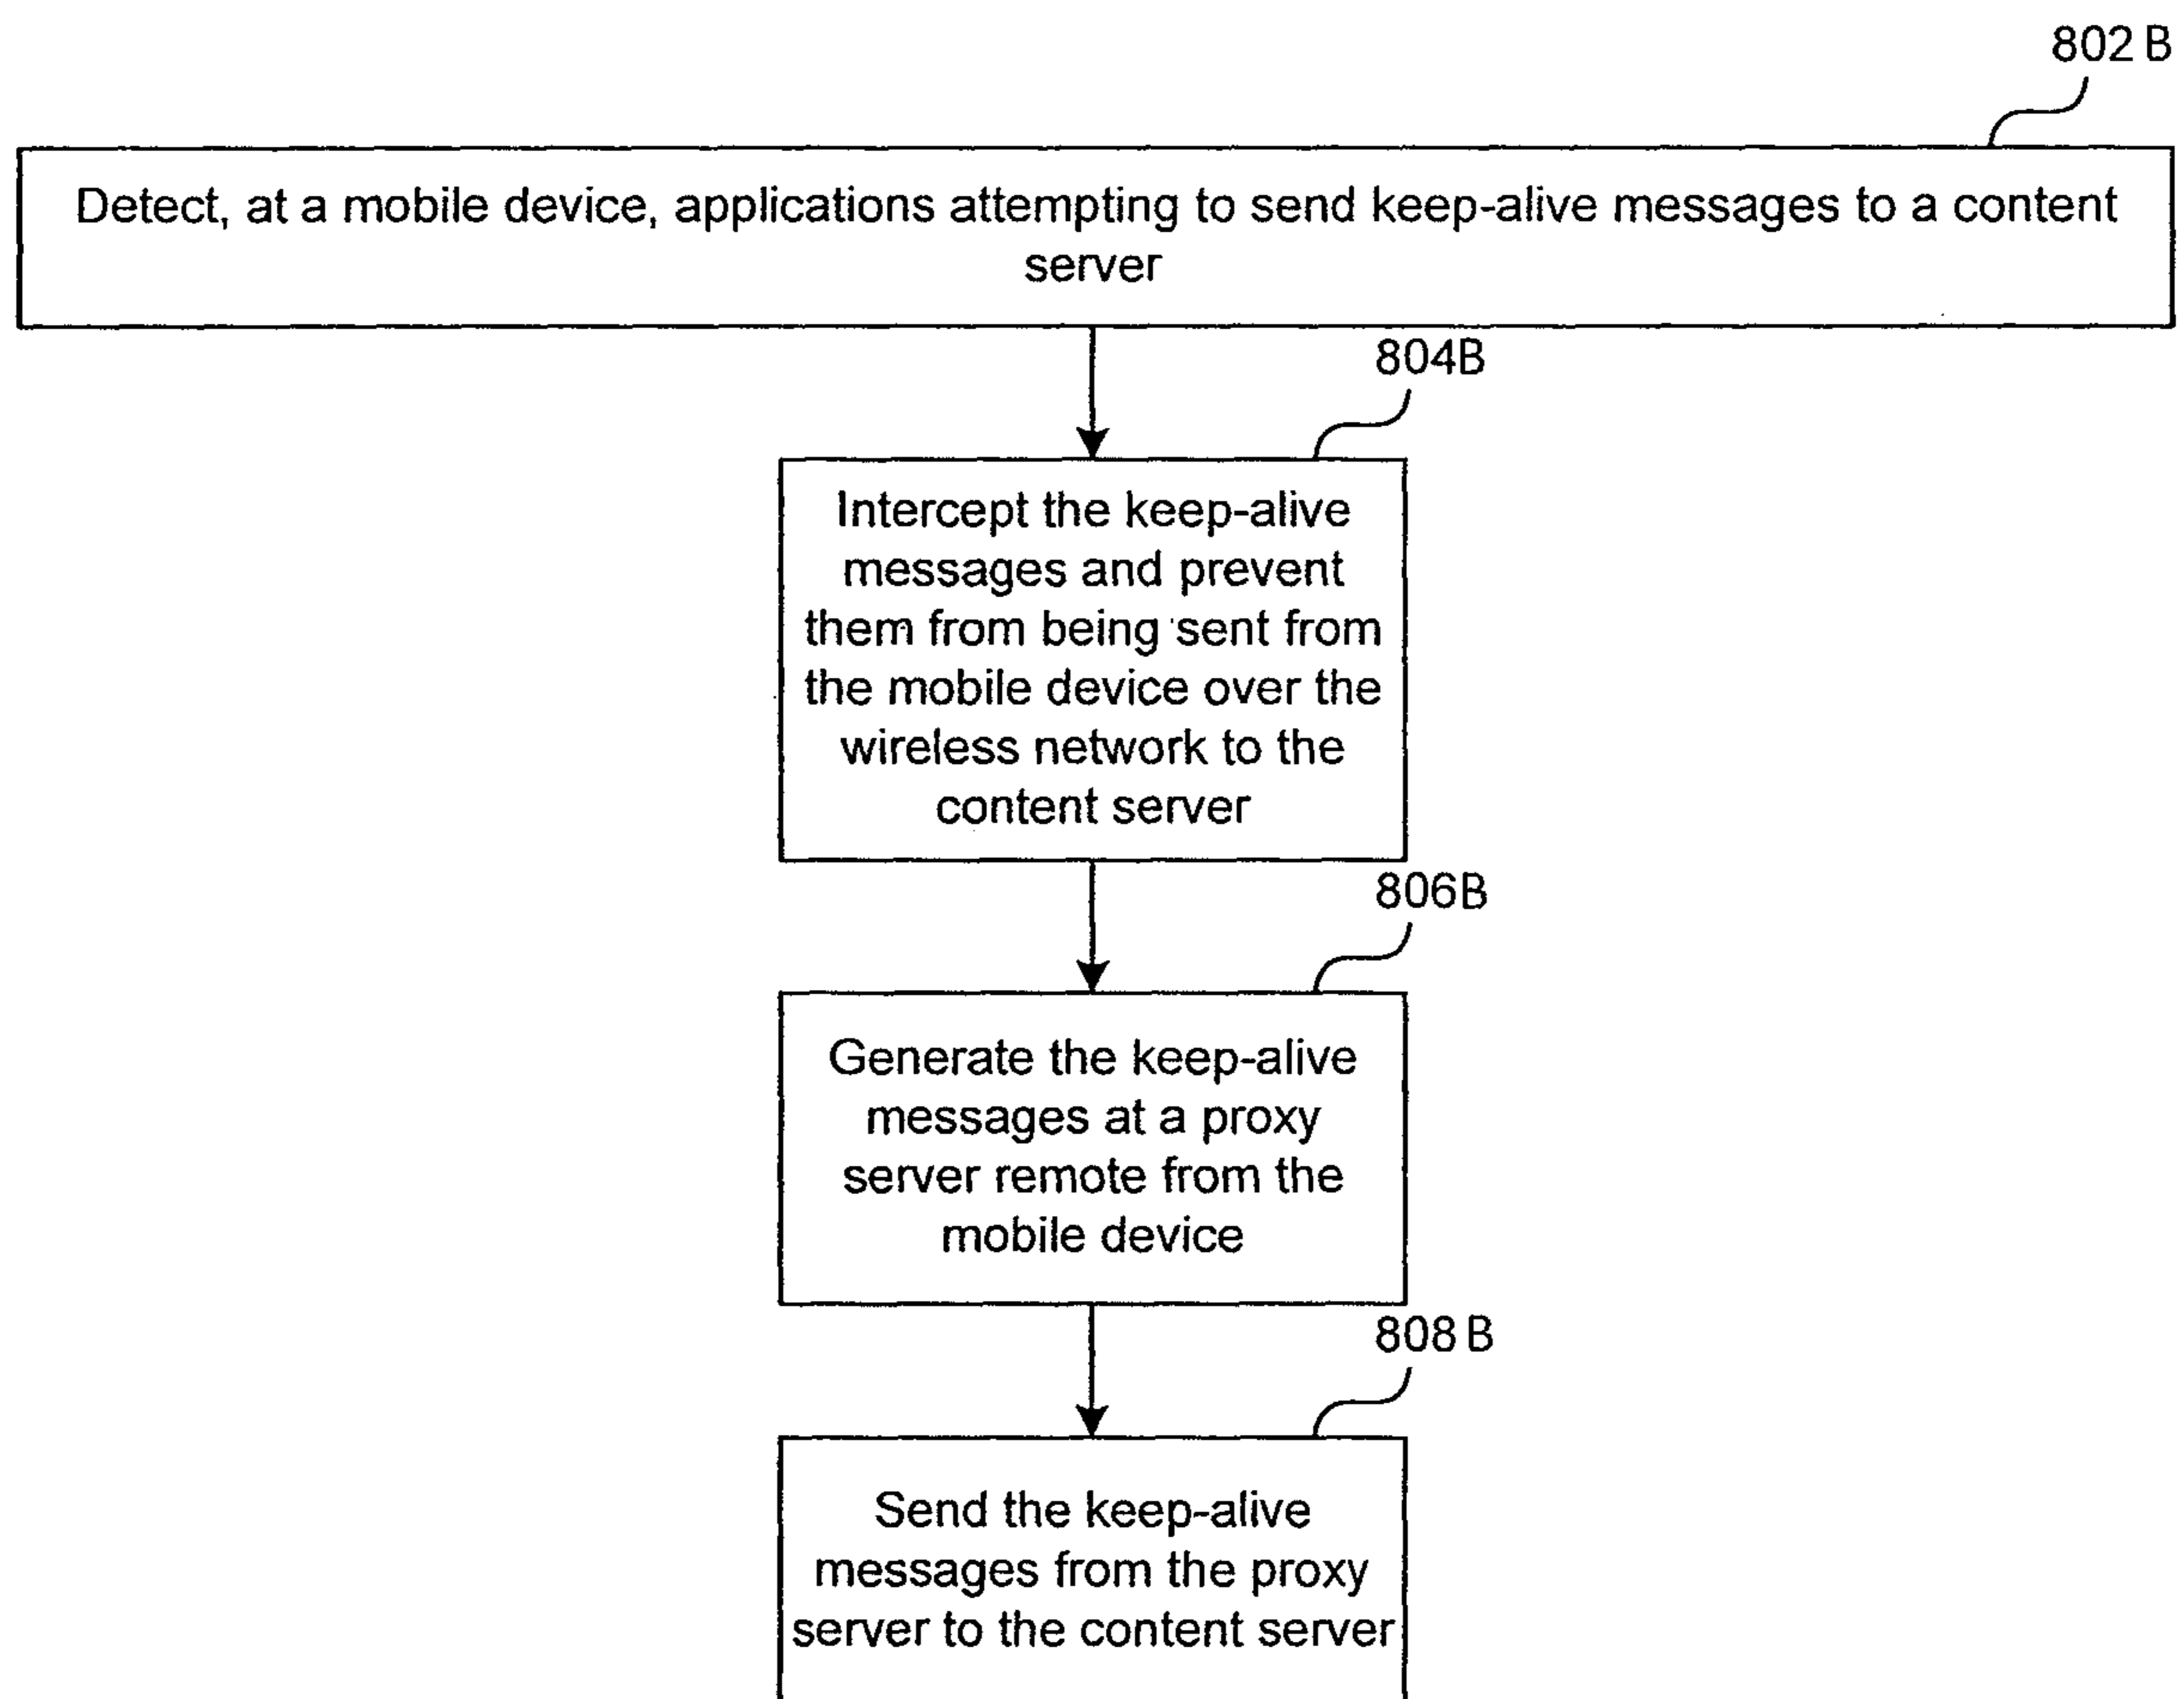 802 B
Detect, at a mobile device, applications attempting to send keep-alive messages to a content
server
804B
Intercept the keep-alive
messages and prevent
them from being sent from
the mobile device over the
wireless network to the
content server
806B
Generate the keep-alive
messages at a proxy
server remote from the
mobile device
808 B
Send the keep-alive
messages from the proxy
server to the content server